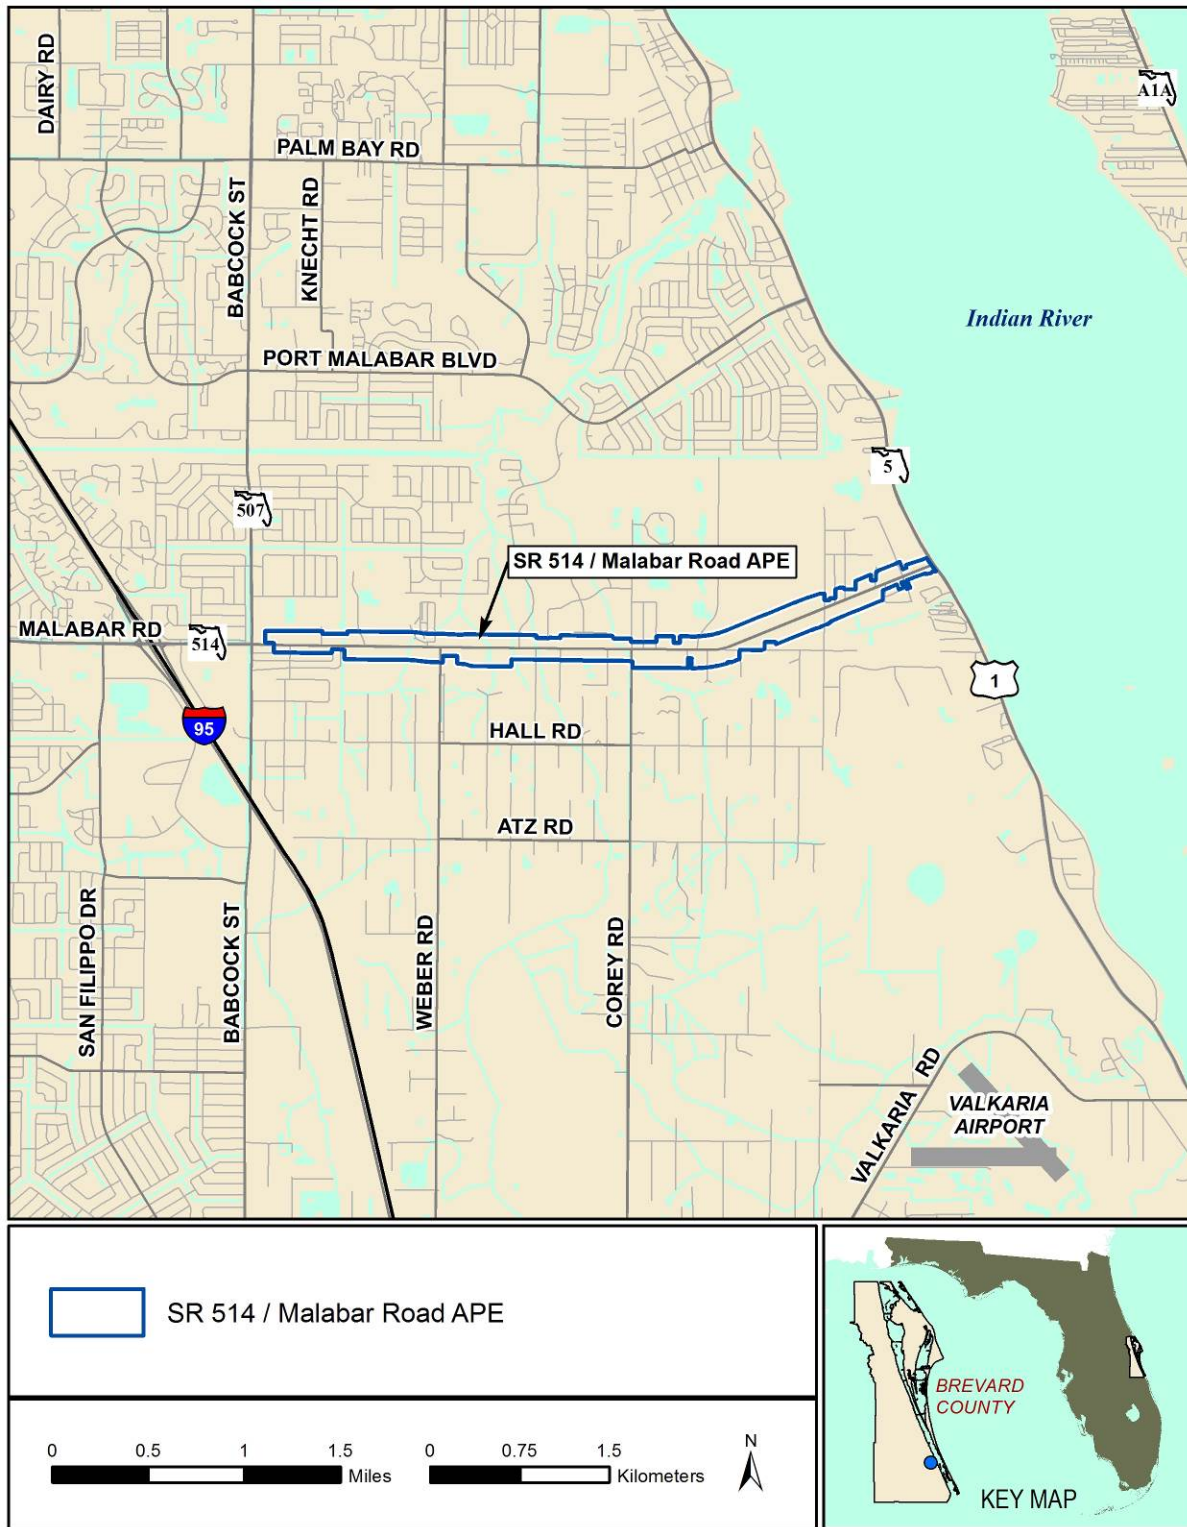 DAIRY RD
A1A
PALM BAY RD
BABCOCK ST
KNECHT RD
Indian River
PORT MALABAR BLVD
5
507
SR 514 / Malabar Road APE
MALABAR RD
514
1
95
HALL RD
ATZ RD
SAN FILIPPO DR
BABCOCK ST
WEBER RD
COREY RD
VALKARIA RD
VALKARIA
AIRPORT
SR 514 / Malabar Road APE
0 0.5 1 1.5
Miles
0 0.75 1.5
Kilometers
N
BREVARD
COUNTY
KEY MAP